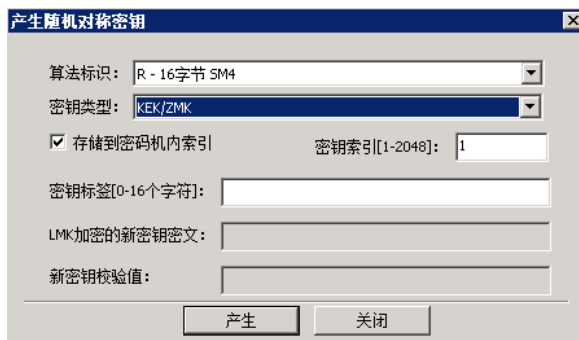 产生随机对称密钥
算法标识： R - 16字节 SM4
密钥类型： KEK/ZMK
存储到密码机内索引 密钥索引[1-2048]： 1
密钥标签[0-16个字符]：
LMK加密的新密钥密文：
新密钥校验值：
产生 关闭